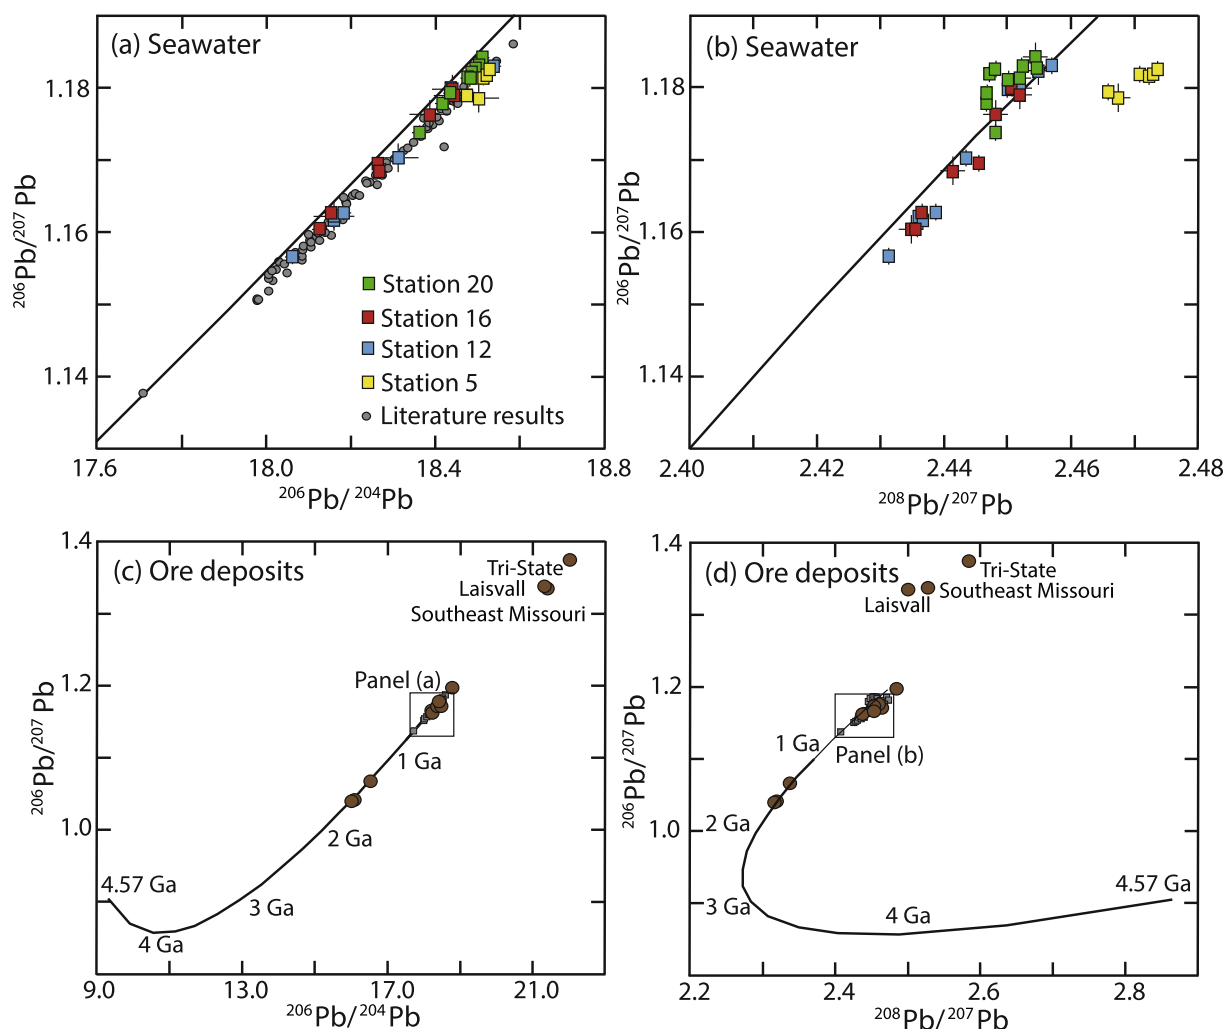 (a) Seawater
1.18
1.16
1.14
206Pb/207Pb
Station 20
Station 16
Station 12
Station 5
Literature results
17.6 18.0 18.4 18.8
206Pb/204Pb
(b) Seawater
1.18
1.16
1.14
206Pb/207Pb
2.40 2.42 2.44 2.46 2.48
208Pb/207Pb
(c) Ore deposits
1.4
1.2
1.0
206Pb/207Pb
Tri-State
Laisvall
Southeast Missouri
Panel (a)
1 Ga
2 Ga
3 Ga
4.57 Ga
4 Ga
9.0 13.0 17.0 21.0
206Pb/204Pb
(d) Ore deposits
1.4
1.2
1.0
206Pb/207Pb
Tri-State
Southeast Missouri
Laisvall
1 Ga
Panel (b)
2 Ga
3 Ga
4 Ga
4.57 Ga
2.2 2.4 2.6 2.8
208Pb/207Pb